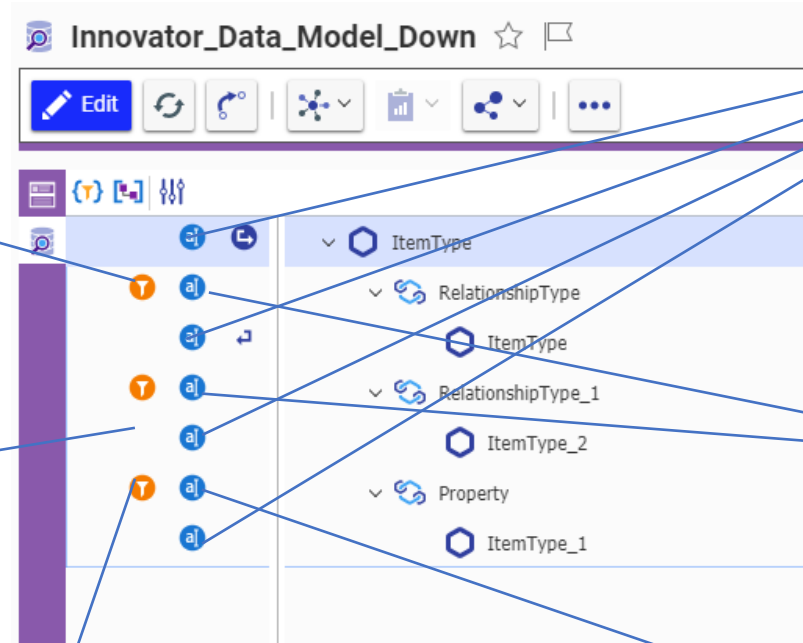 Innovator_Data_Model_Down
Edit
ItemType
RelationshipType
ItemType
RelationshipType_1
ItemType_2
Property
ItemType_1